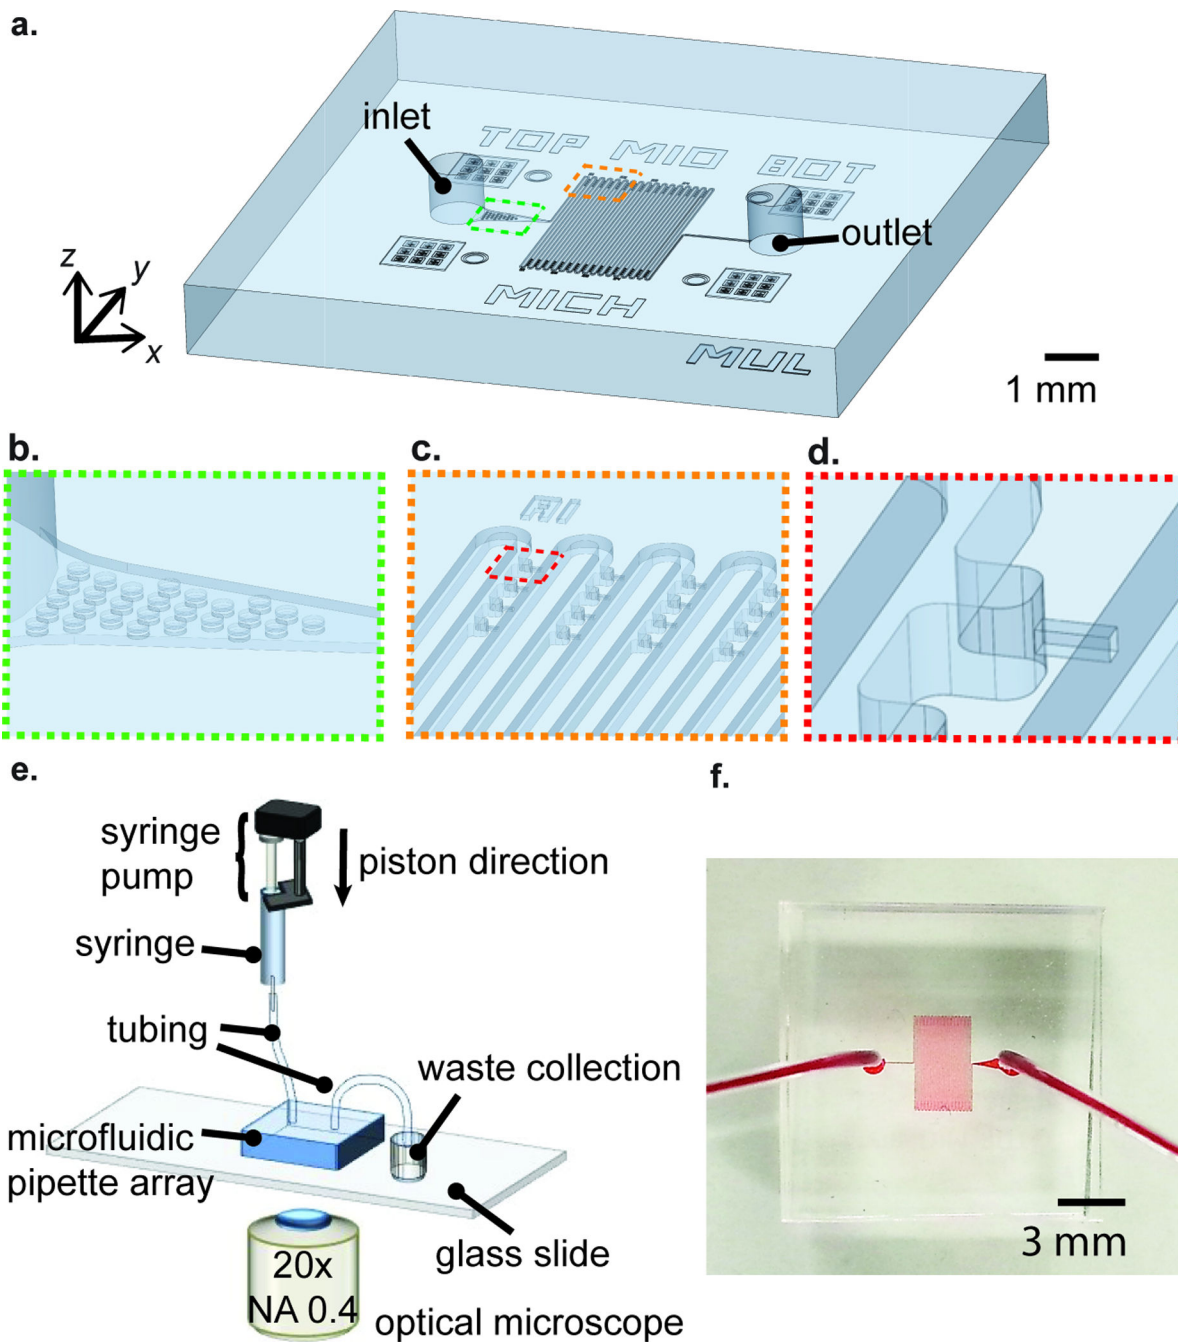 a.
inlet
TOP MID BOT
outlet
MICH
MUL
z
y
x
1 mm
b.
c.
d.
A1
e.
f.
syringe
pump
piston direction
syringe
tubing
waste collection
microfluidic
pipette array
glass slide
20x
NA 0.4
optical microscope
3 mm